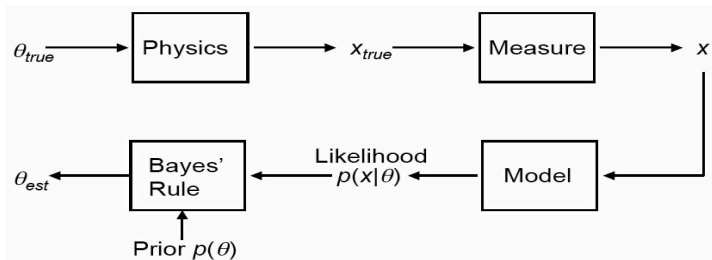 θtrue Physics xtrue Measure x
Likelihood
θest Bayes’ Rule p(x|θ) Model
Prior p(θ)